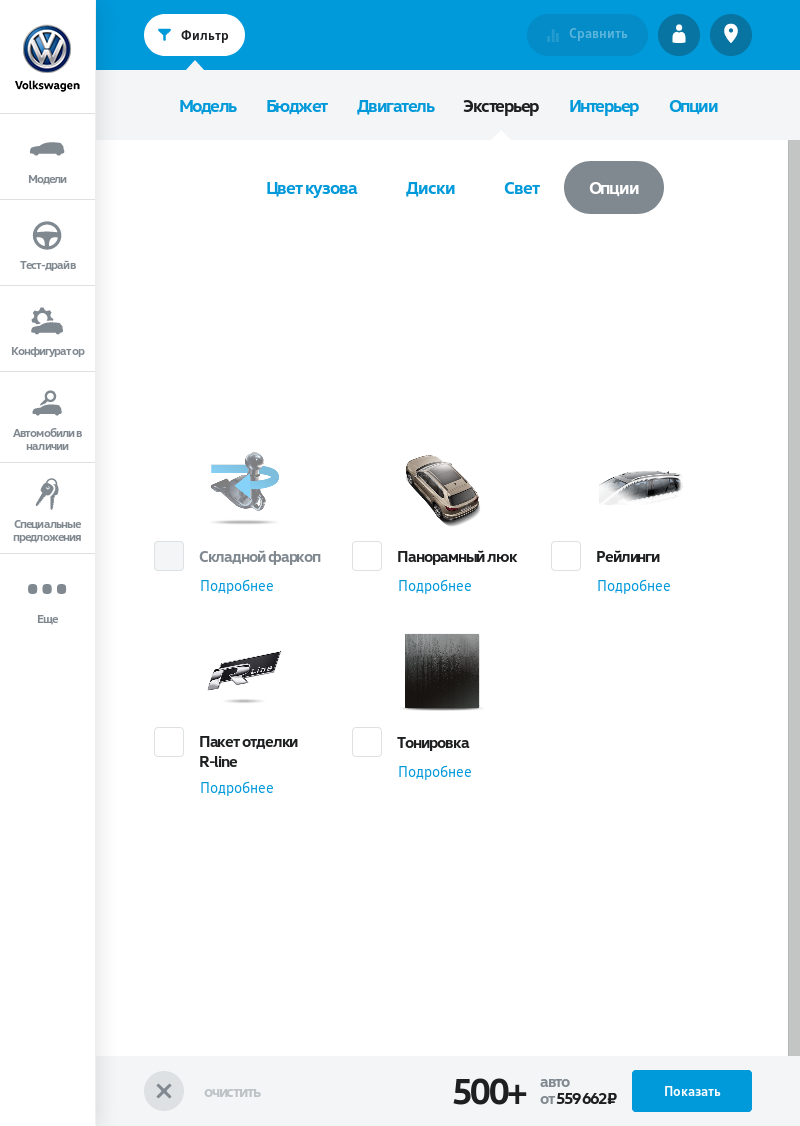 Фильтр
Сравнить
Volkswagen
Модель Бюджет Двигатель Экстерьер Интерьер Опции
Цвет кузова Диски Свет Опции
Модели
Тест-драйв
Конфигуратор
Автомобили в
наличии
Специальные
предложения
Еще
Складной фаркоп Панорамный люк Рейлинги
Подробнее Подробнее Подробнее
R Line
Пакет отделки
R-line
Подробнее
Тонировка
Подробнее
ОЧИСТИТЬ
500+
авто
от 559 662 ₽
Показать